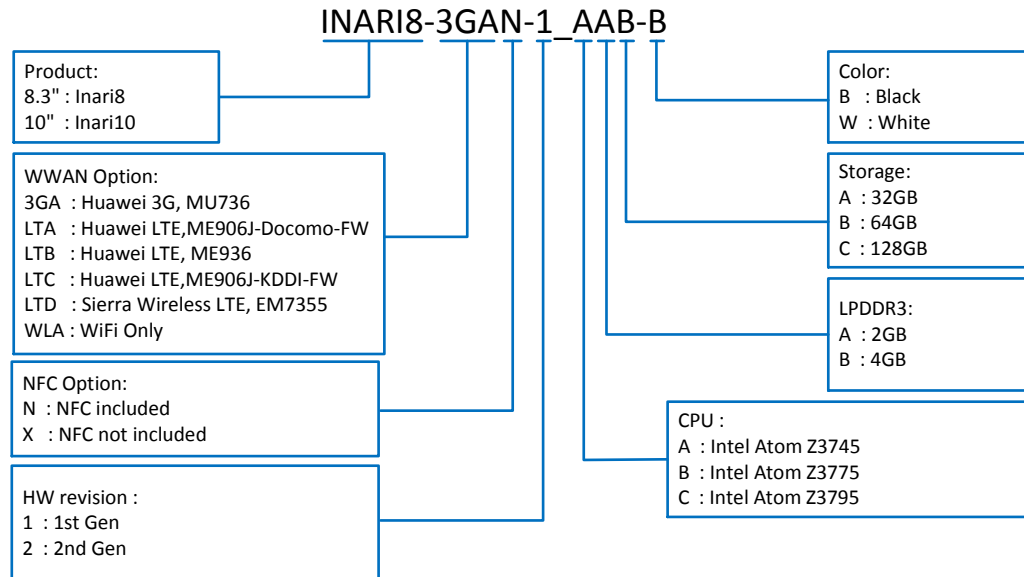 INARI8-3GAN-1_AAB-B
Product:
8.3" : Inari8
10" : Inari10
WWAN Option:
3GA : Huawei 3G, MU736
LTA : Huawei LTE,ME906J-Docomo-FW
LTB : Huawei LTE, ME936
LTC : Huawei LTE,ME906J-KDDI-FW
LTD : Sierra Wireless LTE, EM7355
WLA : WiFi Only
NFC Option:
N : NFC included
X : NFC not included
HW revision :
1 : 1st Gen
2 : 2nd Gen
Color:
B : Black
W : White
Storage:
A : 32GB
B : 64GB
C : 128GB
LPDDR3:
A : 2GB
B : 4GB
CPU :
A : Intel Atom Z3745
B : Intel Atom Z3775
C : Intel Atom Z3795